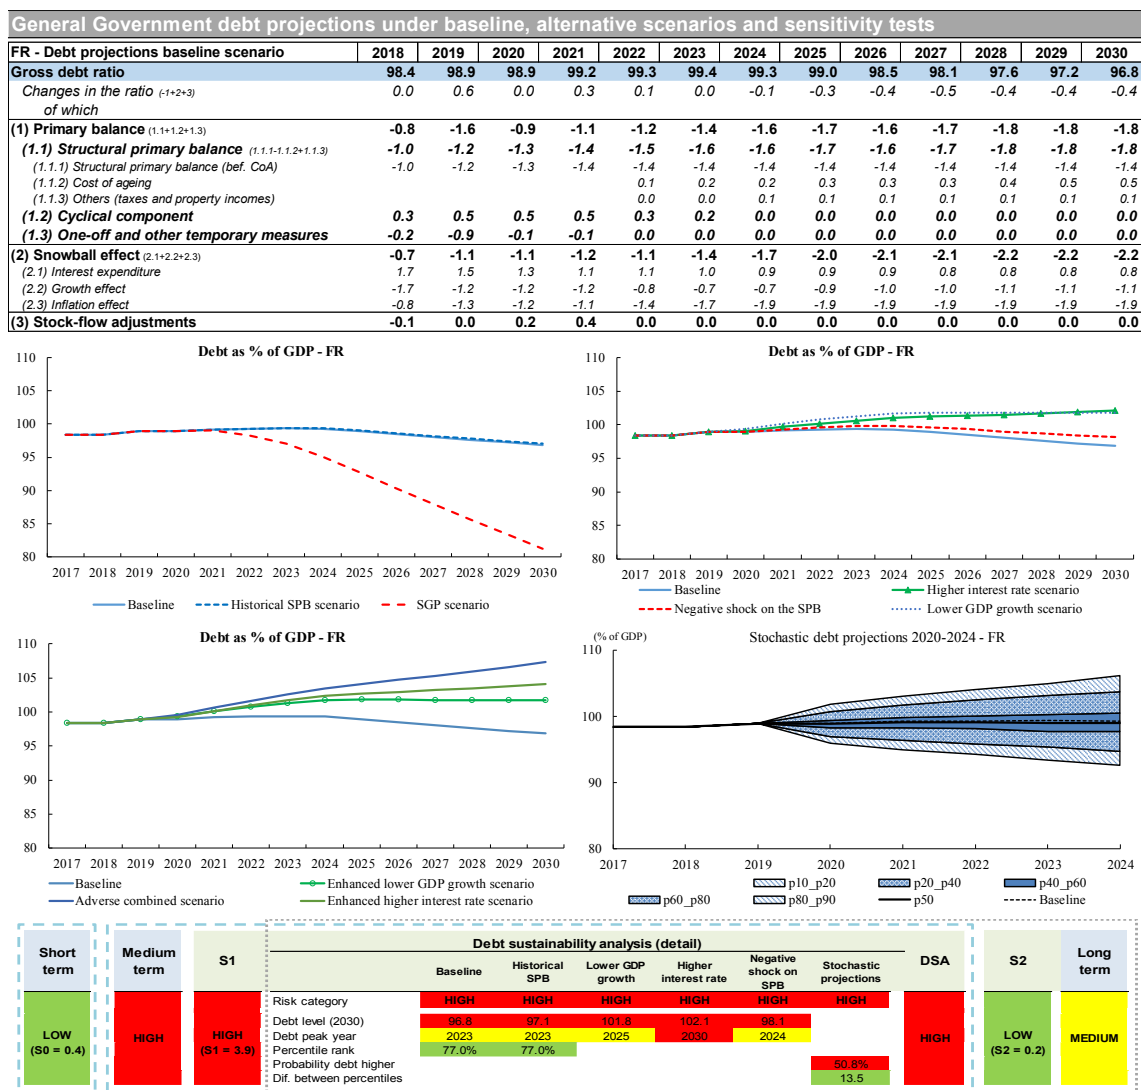 General Government debt projections under baseline, alternative scenarios and sensitivity tests
FR - Debt projections baseline scenario 2018 2019 2020 2021 2022 2023 2024 2025 2026 2027 2028 2029 2030
Gross debt ratio 98.4 98.9 98.9 99.2 99.3 99.4 99.3 99.0 98.5 98.1 97.6 97.2 96.8
Changes in the ratio (-1+2+3) 0.0 0.6 0.0 0.3 0.1 0.0 -0.1 -0.3 -0.4 -0.5 -0.4 -0.4 -0.4
of which
(1) Primary balance (1.1+1.2+1.3) -0.8 -1.6 -0.9 -1.1 -1.2 -1.4 -1.6 -1.7 -1.6 -1.7 -1.8 -1.8 -1.8
(1.1) Structural primary balance (1.1.1-1.1.2+1.1.3) -1.0 -1.2 -1.3 -1.4 -1.5 -1.6 -1.6 -1.7 -1.6 -1.7 -1.8 -1.8 -1.8
(1.1.1) Structural primary balance (bef. CoA) -1.0 -1.2 -1.3 -1.4 -1.4 -1.4 -1.4 -1.4 -1.4 -1.4 -1.4 -1.4 -1.4
(1.1.2) Cost of ageing 0.1 0.2 0.2 0.3 0.3 0.3 0.4 0.5 0.5
(1.1.3) Others (taxes and property incomes) 0.0 0.0 0.1 0.1 0.1 0.1 0.1 0.1 0.1
(1.2) Cyclical component 0.3 0.5 0.5 0.5 0.3 0.2 0.0 0.0 0.0 0.0 0.0 0.0 0.0
(1.3) One-off and other temporary measures -0.2 -0.9 -0.1 -0.1 0.0 0.0 0.0 0.0 0.0 0.0 0.0 0.0 0.0
(2) Snowball effect (2.1+2.2+2.3) -0.7 -1.1 -1.1 -1.2 -1.1 -1.4 -1.7 -2.0 -2.1 -2.1 -2.2 -2.2 -2.2
(2.1) Interest expenditure 1.7 1.5 1.3 1.1 1.1 1.0 0.9 0.9 0.9 0.8 0.8 0.8 0.8
(2.2) Growth effect -1.7 -1.2 -1.2 -1.2 -0.8 -0.7 -0.7 -0.9 -1.0 -1.0 -1.1 -1.1 -1.1
(2.3) Inflation effect -0.8 -1.3 -1.2 -1.1 -1.4 -1.7 -1.9 -1.9 -1.9 -1.9 -1.9 -1.9 -1.9
(3) Stock-flow adjustments -0.1 0.0 0.2 0.4 0.0 0.0 0.0 0.0 0.0 0.0 0.0 0.0 0.0
Debt as % of GDP - FR
110
105
100
95
90
85
80
2017 2018 2019 2020 2021 2022 2023 2024 2025 2026 2027 2028 2029 2030
Baseline Historical SPB scenario SGP scenario
Debt as % of GDP - FR
110
105
100
95
90
85
80
2017 2018 2019 2020 2021 2022 2023 2024 2025 2026 2027 2028 2029 2030
Baseline Higher interest rate scenario
Negative shock on the SPB Lower GDP growth scenario
Debt as % of GDP - FR
110
105
100
95
90
85
80
2017 2018 2019 2020 2021 2022 2023 2024 2025 2026 2027 2028 2029 2030
Baseline Enhanced lower GDP growth scenario
Adverse combined scenario Enhanced higher interest rate scenario
(% of GDP) Stochastic debt projections 2020-2024 - FR
110
100
90
80
2017 2018 2019 2020 2021 2022 2023 2024
p10_p20 p20_p40 p40_p60
p60_p80 p80_p90 p50 Baseline
Short term
LOW
(S0 = 0.4)
Medium term
HIGH
S1
HIGH
(S1 = 3.9)
Debt sustainability analysis (detail)
Baseline Historical SPB Lower GDP growth Higher interest rate Negative shock on SPB Stochastic projections
Risk category HIGH HIGH HIGH HIGH HIGH HIGH
Debt level (2030) 96.8 97.1 101.8 102.1 98.1
Debt peak year 2023 2023 2025 2030 2024
Percentile rank 77.0% 77.0%
Probability debt higher 50.8%
Dif. between percentiles 13.5
DSA
HIGH
S2
LOW
(S2 = 0.2)
Long term
MEDIUM